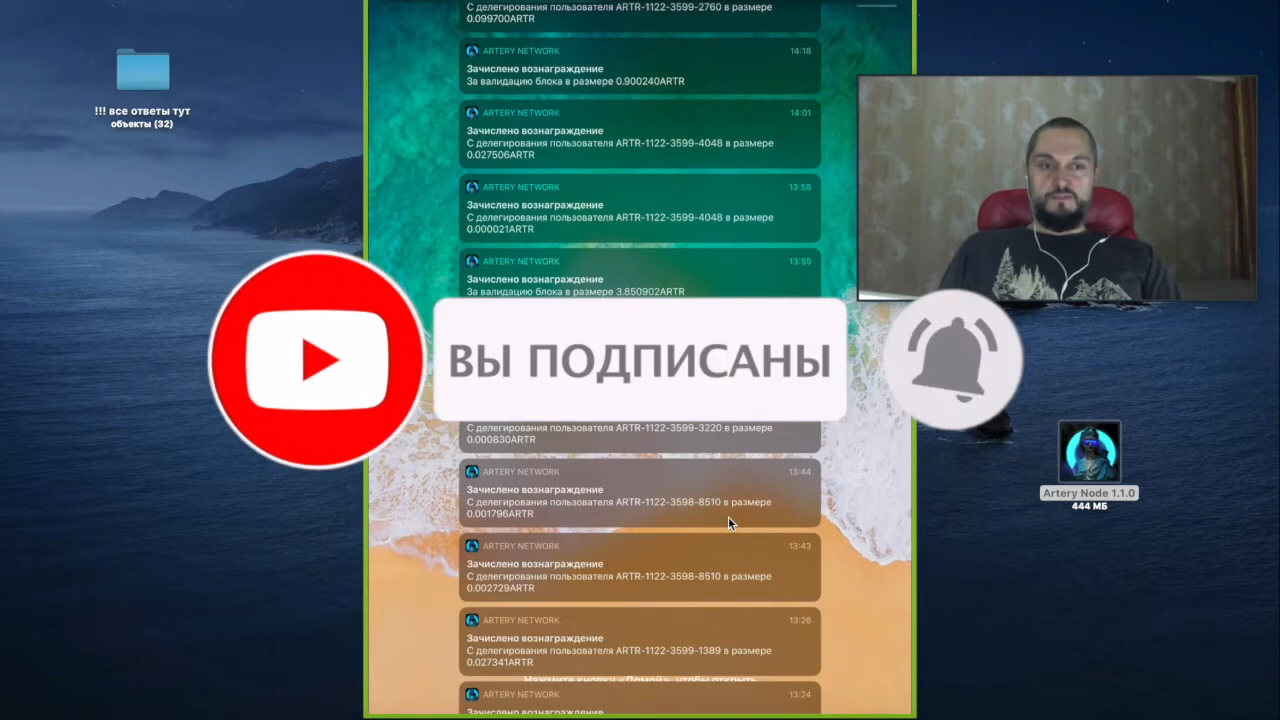 С делегирования пользователя ARTR-1122-3599-2760 в размере
0.099700ARTR
ARTERY NETWORK
14:18
Зачислено вознаграждение
За валидацию блока в размере 0.900240ARTR
ARTERY NETWORK
14:01
Зачислено вознаграждение
С делегирования пользователя ARTR-1122-3599-4048 в размере
0.027506ARTR
ARTERY NETWORK
13:58
Зачислено вознаграждение
С делегирования пользователя ARTR-1122-3599-4048 в размере
0.000021ARTR
ARTERY NETWORK
13:55
Зачислено вознаграждение
За валидацию блока в размере 3.850902ARTR
ВЫ ПОДПИСАНЫ
С делегирования пользователя ARTR-1122-3599-3220 в размере
0.000830ARTR
ARTERY NETWORK
13:44
Зачислено вознаграждение
С делегирования пользователя ARTR-1122-3598-8510 в размере
0.001796ARTR
ARTERY NETWORK
13:43
Зачислено вознаграждение
С делегирования пользователя ARTR-1122-3598-8510 в размере
0.002729ARTR
ARTERY NETWORK
13:26
Зачислено вознаграждение
С делегирования пользователя ARTR-1122-3599-1389 в размере
0.027341ARTR
Нажмите кнопку «Домой», чтобы открыть
ARTERY NETWORK
13:24
Зачислено вознаграждение
!!! все ответы тут
объекты (32)
Artery Node 1.1.0
444 МБ